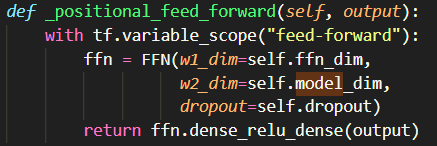 def _positional_feed_forward(self, output):
    with tf.variable_scope("feed-forward"):
        ffn = FFN(w1_dim=self.ffn_dim,
                  w2_dim=self.model_dim,
                  dropout=self.dropout)
        return ffn.dense_relu_dense(output)